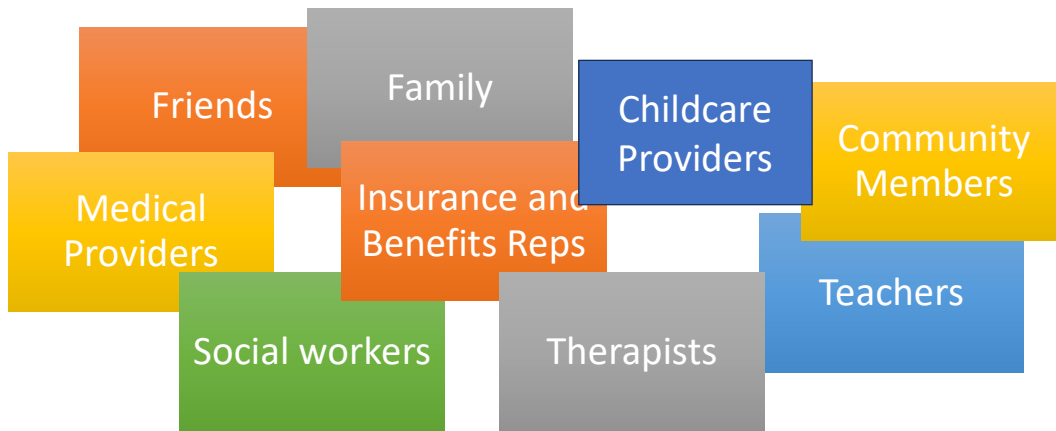 Friends
Family
Childcare
Providers
Community
Members
Medical
Providers
Insurance and
Benefits Reps
Teachers
Social workers
Therapists